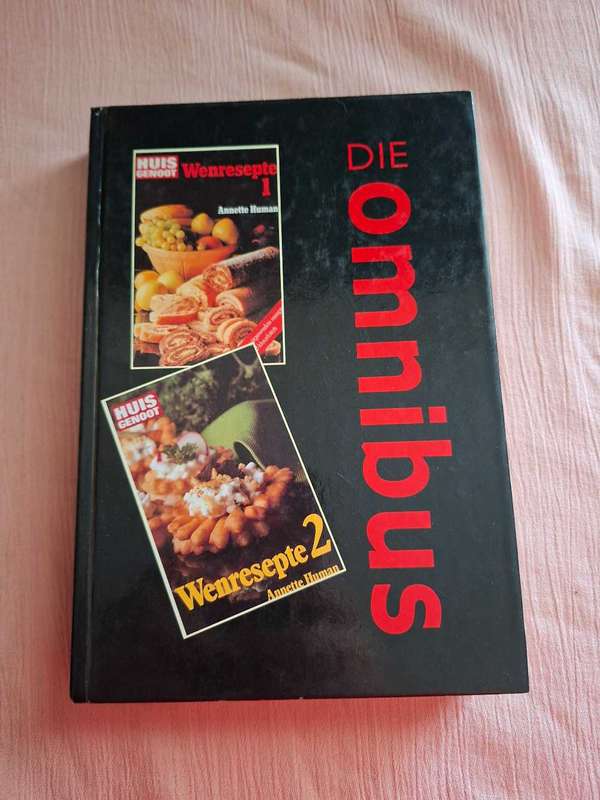 DIE
omnibus
HUIS
GENOOT
Wenresepte
1
Annette Human
HUIS
GENOOT
Wenresepte 2
Annette Human